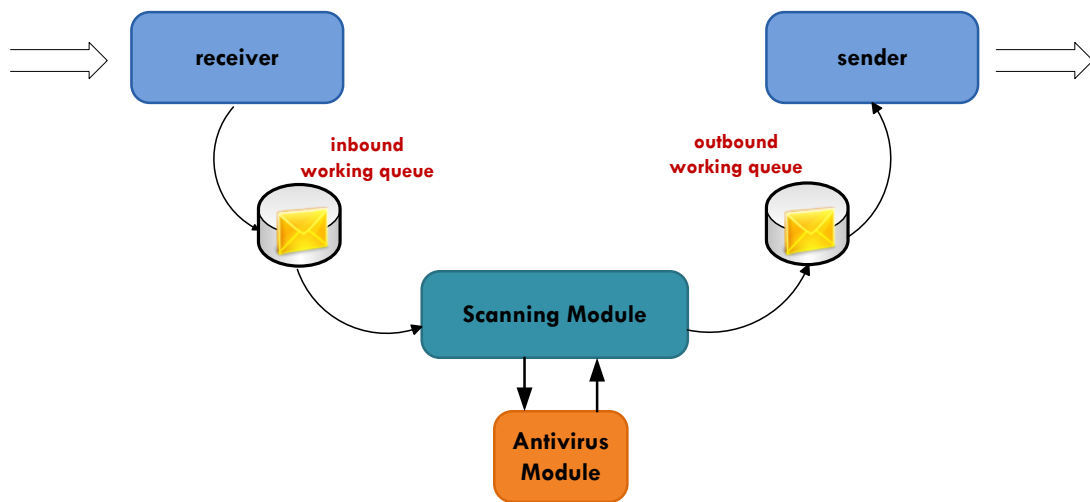 receiver
sender
inbound
working queue
outbound
working queue
Scanning Module
Antivirus
Module